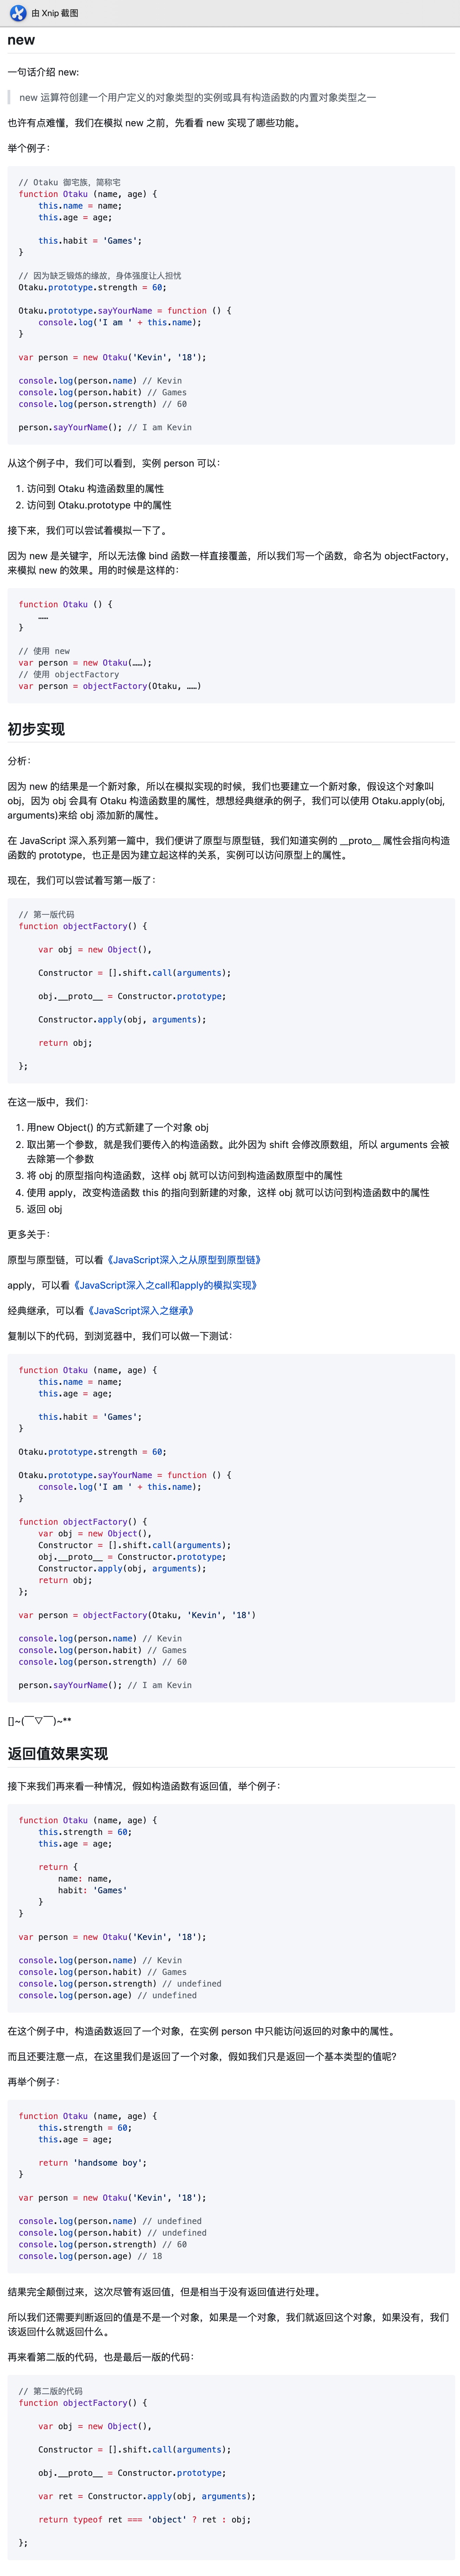 由 Xnip 截图
new
一句话介绍 new:
new 运算符创建一个用户定义的对象类型的实例或具有构造函数的内置对象类型之一
也许有点难懂，我们在模拟 new 之前，先看看 new 实现了哪些功能。
举个例子：
// Otaku 御宅族，简称宅
function Otaku (name, age) {
    this.name = name;
    this.age = age;

    this.habit = 'Games';
}

// 因为缺乏锻炼的缘故，身体强度让人担忧
Otaku.prototype.strength = 60;

Otaku.prototype.sayYourName = function () {
    console.log('I am ' + this.name);
}

var person = new Otaku('Kevin', '18');

console.log(person.name) // Kevin
console.log(person.habit) // Games
console.log(person.strength) // 60

person.sayYourName(); // I am Kevin
从这个例子中，我们可以看到，实例 person 可以：
1. 访问到 Otaku 构造函数里的属性
2. 访问到 Otaku.prototype 中的属性
接下来，我们可以尝试着模拟一下了。
因为 new 是关键字，所以无法像 bind 函数一样直接覆盖，所以我们写一个函数，命名为 objectFactory，
来模拟 new 的效果。用的时候是这样的：
function Otaku () {
    ……
}

// 使用 new
var person = new Otaku(……);
// 使用 objectFactory
var person = objectFactory(Otaku, ……)
初步实现
分析：
因为 new 的结果是一个新对象，所以在模拟实现的时候，我们也要建立一个新对象，假设这个对象叫
obj，因为 obj 会具有 Otaku 构造函数里的属性，想想经典继承的例子，我们可以使用 Otaku.apply(obj,
arguments)来给 obj 添加新的属性。
在 JavaScript 深入系列第一篇中，我们便讲了原型与原型链，我们知道实例的 __proto__ 属性会指向构造
函数的 prototype，也正是因为建立起这样的关系，实例可以访问原型上的属性。
现在，我们可以尝试着写第一版了：
// 第一版代码
function objectFactory() {

    var obj = new Object(),

    Constructor = [].shift.call(arguments);

    obj.__proto__ = Constructor.prototype;

    Constructor.apply(obj, arguments);

    return obj;

};
在这一版中，我们：
1. 用new Object() 的方式新建了一个对象 obj
2. 取出第一个参数，就是我们要传入的构造函数。此外因为 shift 会修改原数组，所以 arguments 会被
去除第一个参数
3. 将 obj 的原型指向构造函数，这样 obj 就可以访问到构造函数原型中的属性
4. 使用 apply，改变构造函数 this 的指向到新建的对象，这样 obj 就可以访问到构造函数中的属性
5. 返回 obj
更多关于：
原型与原型链，可以看《JavaScript深入之从原型到原型链》
apply，可以看《JavaScript深入之call和apply的模拟实现》
经典继承，可以看《JavaScript深入之继承》
复制以下的代码，到浏览器中，我们可以做一下测试：
function Otaku (name, age) {
    this.name = name;
    this.age = age;

    this.habit = 'Games';
}

Otaku.prototype.strength = 60;

Otaku.prototype.sayYourName = function () {
    console.log('I am ' + this.name);
}

function objectFactory() {
    var obj = new Object(),
    Constructor = [].shift.call(arguments);
    obj.__proto__ = Constructor.prototype;
    Constructor.apply(obj, arguments);
    return obj;
};

var person = objectFactory(Otaku, 'Kevin', '18')

console.log(person.name) // Kevin
console.log(person.habit) // Games
console.log(person.strength) // 60

person.sayYourName(); // I am Kevin
[]~(￣▽￣)~**
返回值效果实现
接下来我们再来看一种情况，假如构造函数有返回值，举个例子：
function Otaku (name, age) {
    this.strength = 60;
    this.age = age;

    return {
        name: name,
        habit: 'Games'
    }
}

var person = new Otaku('Kevin', '18');

console.log(person.name) // Kevin
console.log(person.habit) // Games
console.log(person.strength) // undefined
console.log(person.age) // undefined
在这个例子中，构造函数返回了一个对象，在实例 person 中只能访问返回的对象中的属性。
而且还要注意一点，在这里我们是返回了一个对象，假如我们只是返回一个基本类型的值呢？
再举个例子：
function Otaku (name, age) {
    this.strength = 60;
    this.age = age;

    return 'handsome boy';
}

var person = new Otaku('Kevin', '18');

console.log(person.name) // undefined
console.log(person.habit) // undefined
console.log(person.strength) // 60
console.log(person.age) // 18
结果完全颠倒过来，这次尽管有返回值，但是相当于没有返回值进行处理。
所以我们还需要判断返回的值是不是一个对象，如果是一个对象，我们就返回这个对象，如果没有，我们
该返回什么就返回什么。
再来看第二版的代码，也是最后一版的代码：
// 第二版的代码
function objectFactory() {

    var obj = new Object(),

    Constructor = [].shift.call(arguments);

    obj.__proto__ = Constructor.prototype;

    var ret = Constructor.apply(obj, arguments);

    return typeof ret === 'object' ? ret : obj;

};